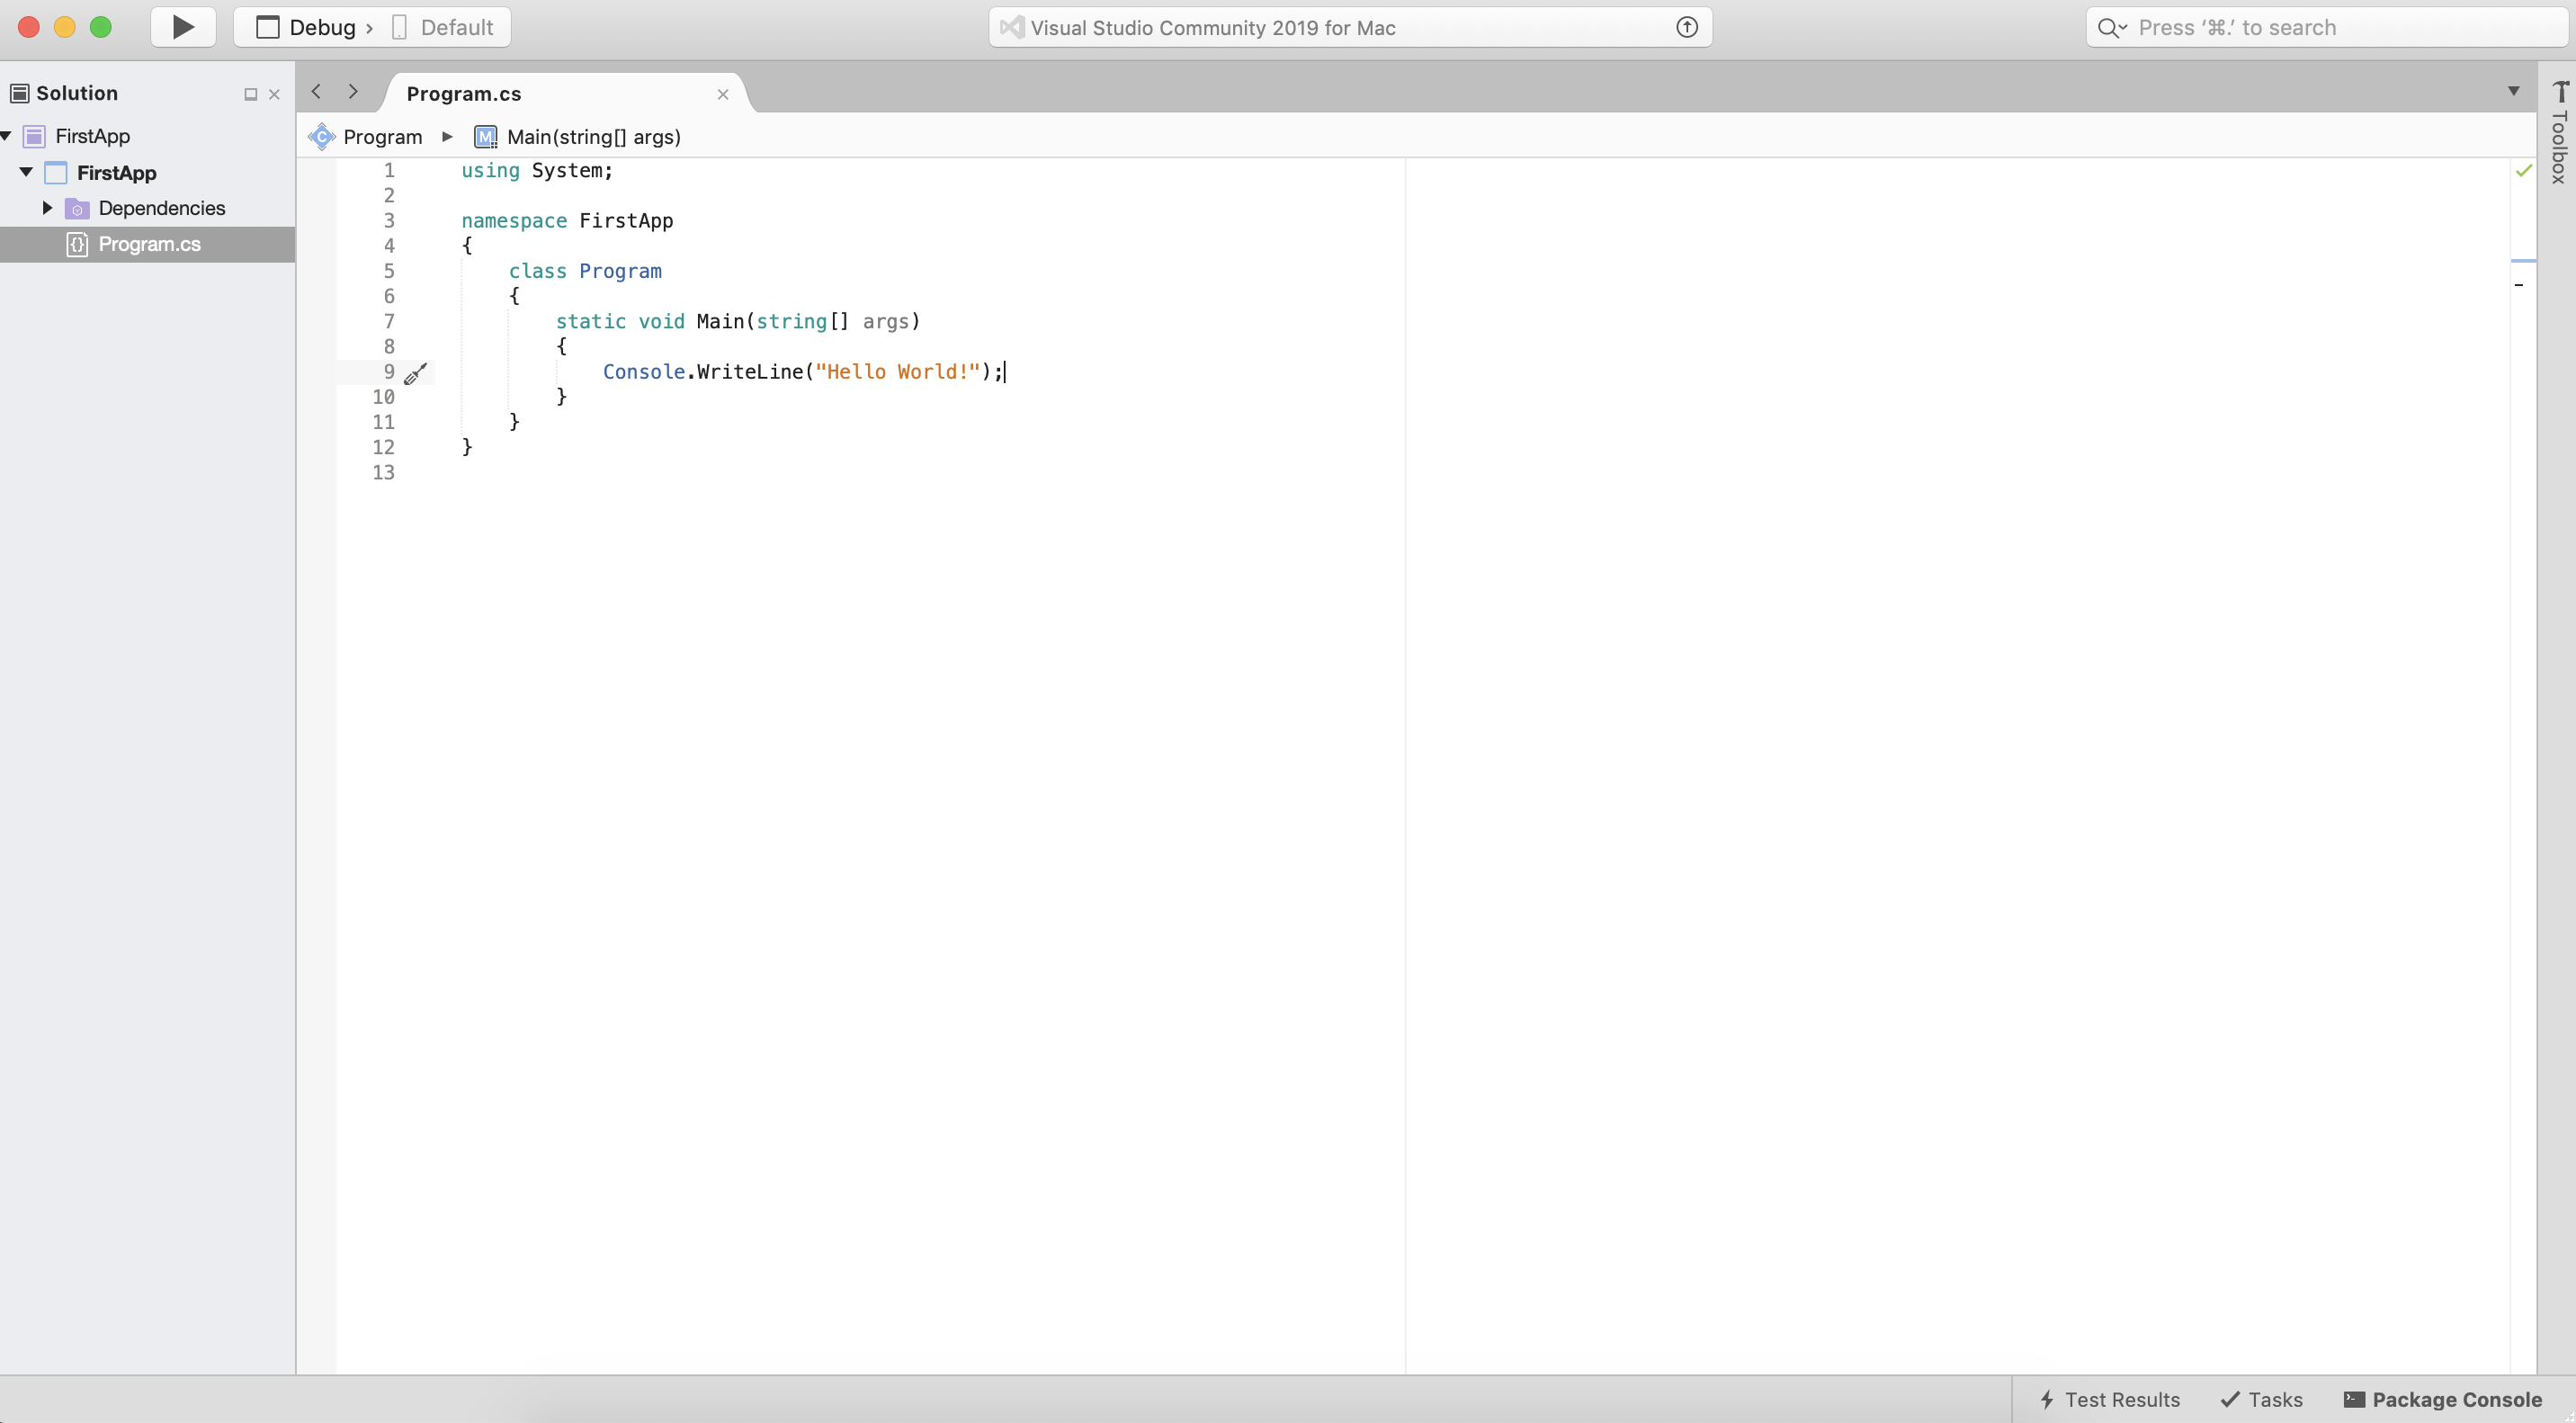 Debug › Default
Visual Studio Community 2019 for Mac
Press ‘⌘.’ to search
Solution
FirstApp
FirstApp
Dependencies
Program.cs
Program.cs
Program
Main(string[] args)
1 using System;
2
3 namespace FirstApp
4 {
5 class Program
6 {
7 static void Main(string[] args)
8 {
9 Console.WriteLine("Hello World!");
10 }
11 }
12 }
13
Toolbox
Test Results
Tasks
Package Console